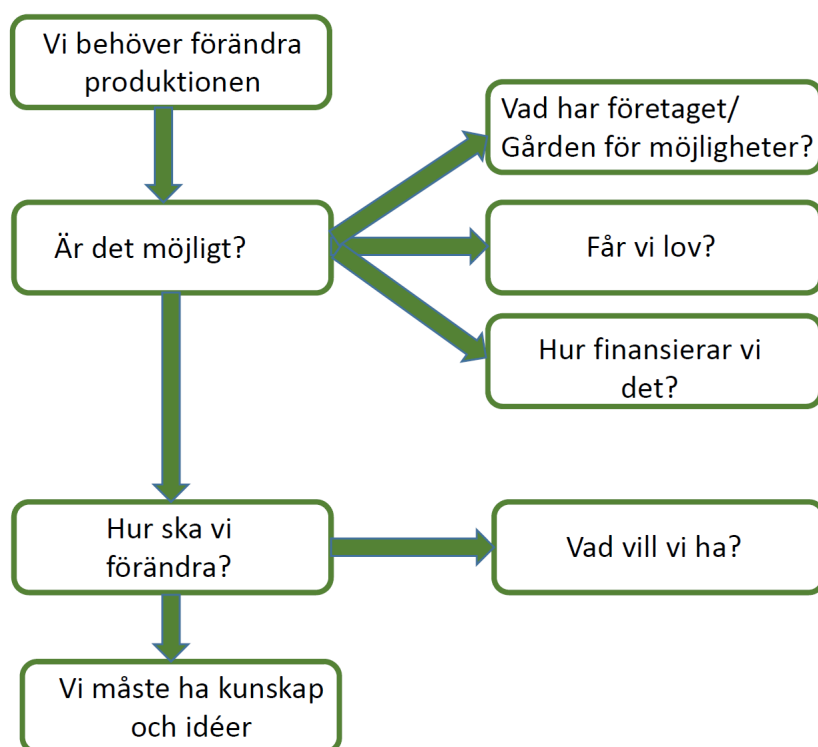 Vi behöver förändra
produktionen
Vad har företaget/
Gården för möjligheter?
Är det möjligt?
Får vi lov?
Hur finansierar vi
det?
Hur ska vi
förändra?
Vad vill vi ha?
Vi måste ha kunskap
och idéer